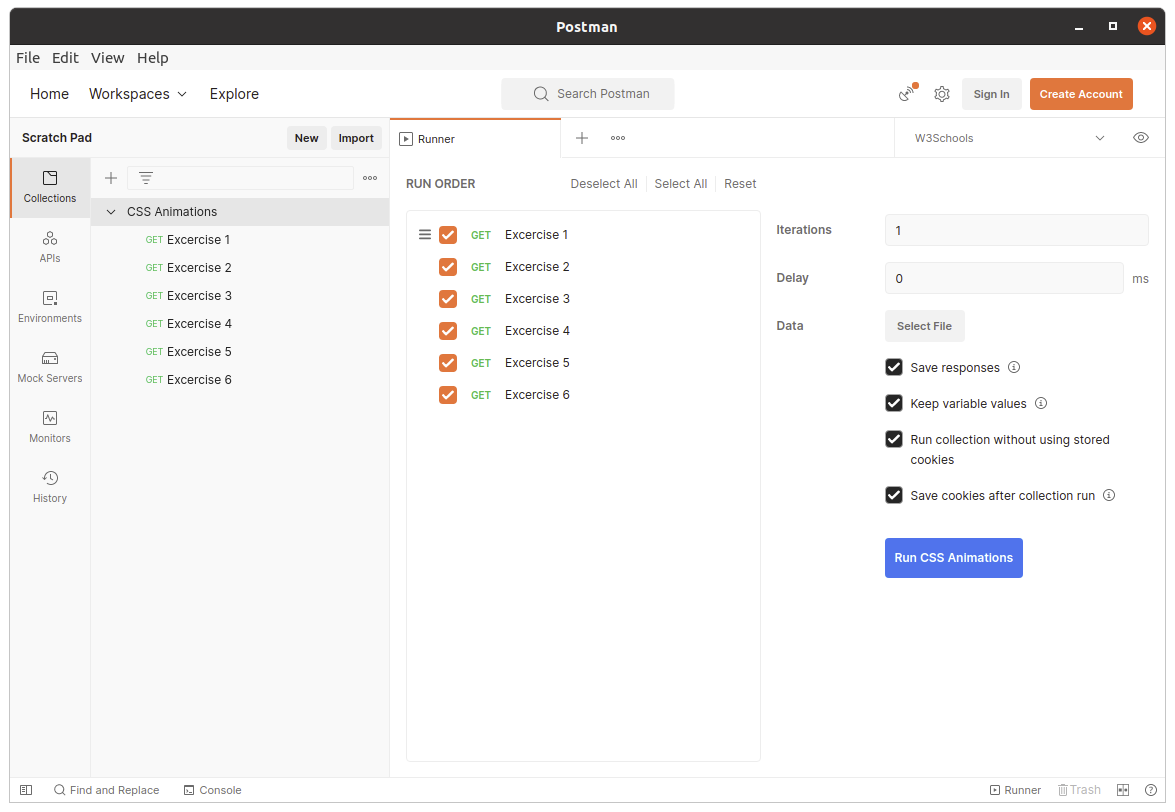 Postman
File Edit View Help
Home Workspaces Explore Search Postman Sign In Create Account
Scratch Pad New Import
Runner
W3Schools
Collections
APIs
Environments
Mock Servers
Monitors
History
CSS Animations
GET Excercise 1
GET Excercise 2
GET Excercise 3
GET Excercise 4
GET Excercise 5
GET Excercise 6
RUN ORDER Deselect All Select All Reset
GET Excercise 1
GET Excercise 2
GET Excercise 3
GET Excercise 4
GET Excercise 5
GET Excercise 6
Iterations 1
Delay 0 ms
Data Select File
Save responses
Keep variable values
Run collection without using stored
cookies
Save cookies after collection run
Run CSS Animations
Find and Replace Console Runner Trash